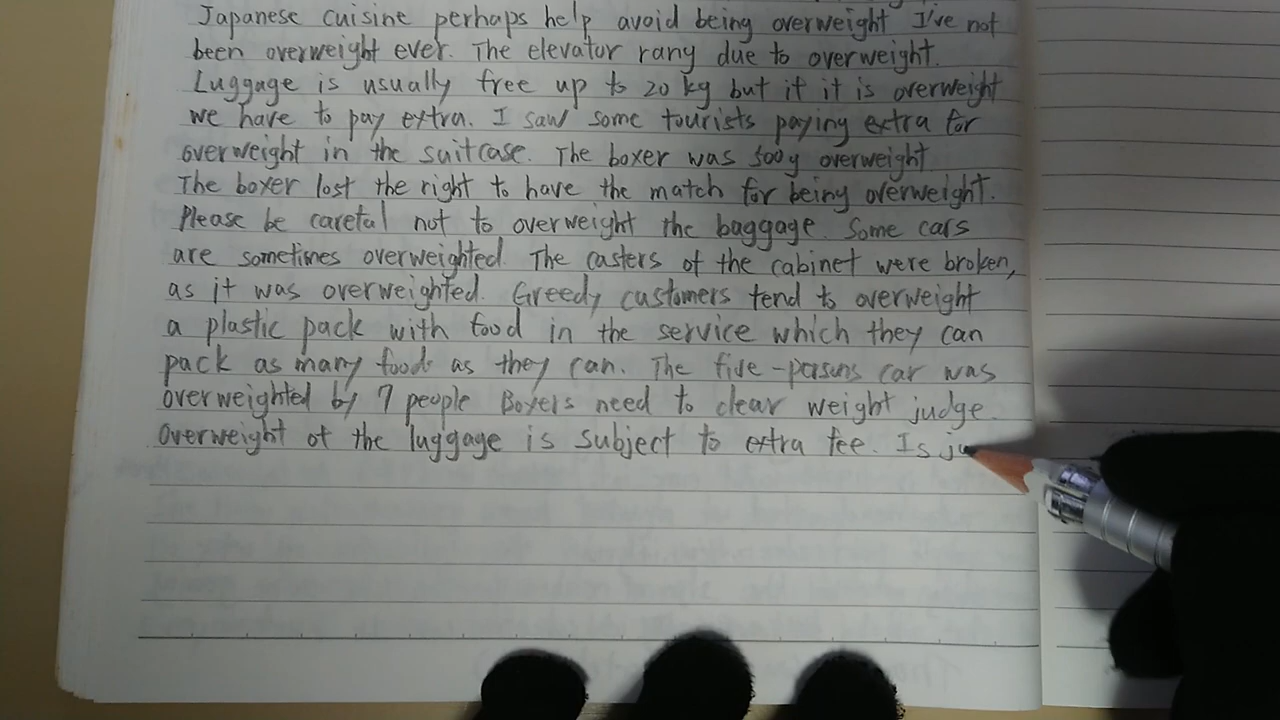 Japanese cuisine perhaps help avoid being overweight I've not
been overweight ever. The elevator rang due to overweight.
Luggage is usually free up to 20 kg but if it is overweight
we have to pay extra. I saw some tourists paying extra for
overweight in the suitcase. The boxer was 500g overweight
The boxer lost the right to have the match for being overweight.
Please be careful not to overweight the baggage. Some cars
are sometimes overweighted. The casters of the cabinet were broken,
as it was overweighted. Greedy customers tend to overweight
a plastic pack with food in the service which they can
pack as many foods as they can. The five-persons car was
overweighted by 7 people Boxers need to clear weight judge.
Overweight of the luggage is subject to extra fee. Is ju